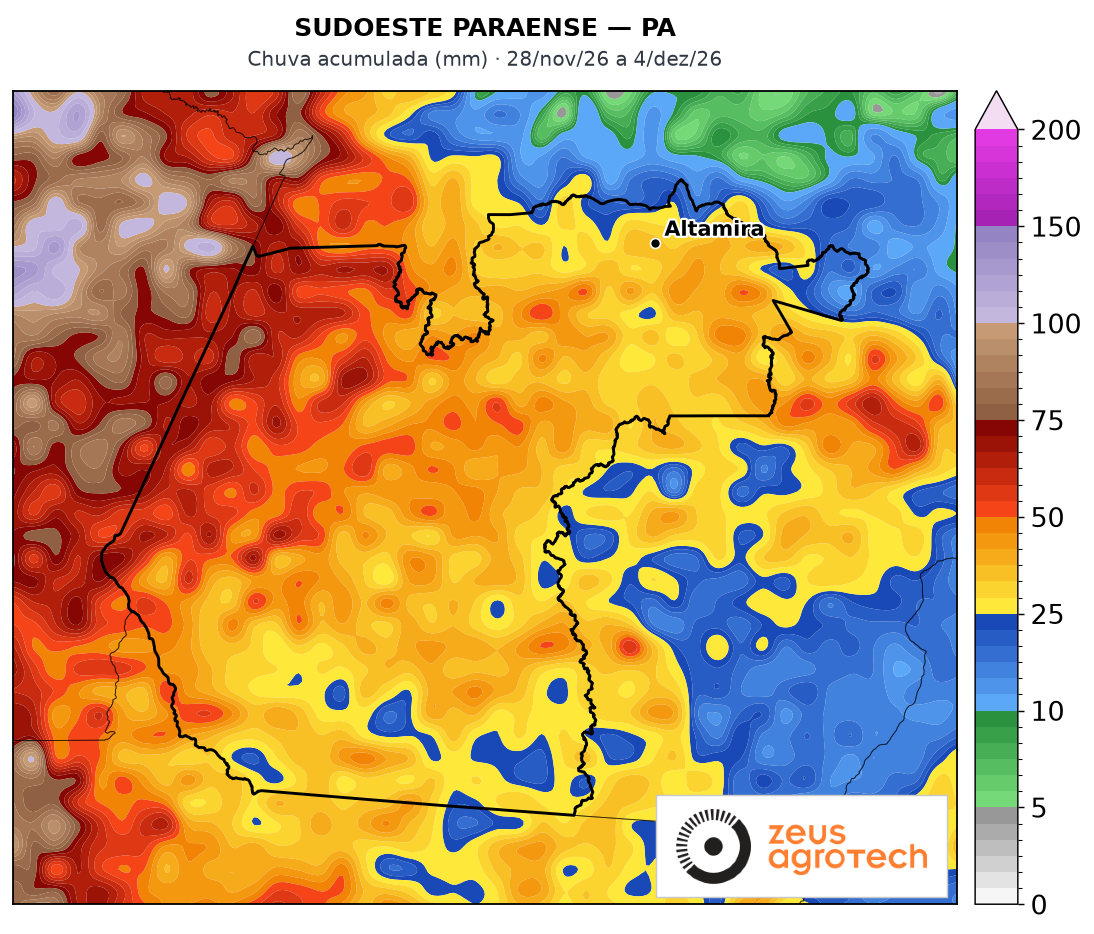 SUDOESTE PARAENSE — PA
Chuva acumulada (mm) · 28/nov/26 a 4/dez/26
Altamira
200
150
100
75
50
25
10
5
0
zeus
agrotech